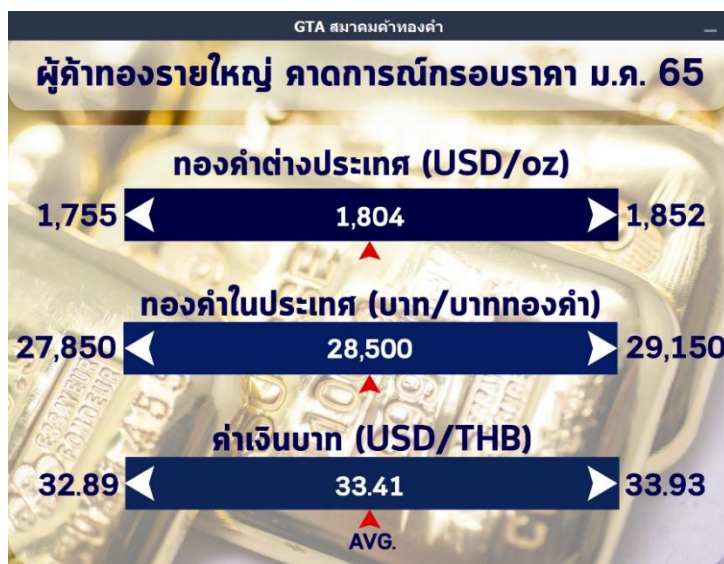 GTA สมาคมค้าทองคำ
ผู้ค้าทองรายใหญ่ คาดการณ์กรอบราคา ม.ค. 65
ทองคำต่างประเทศ (USD/oz)
1,755 1,804 1,852
ทองคำในประเทศ (บาท/บาททองคำ)
27,850 28,500 29,150
ค่าเงินบาท (USD/THB)
32.89 33.41 33.93
AVG.